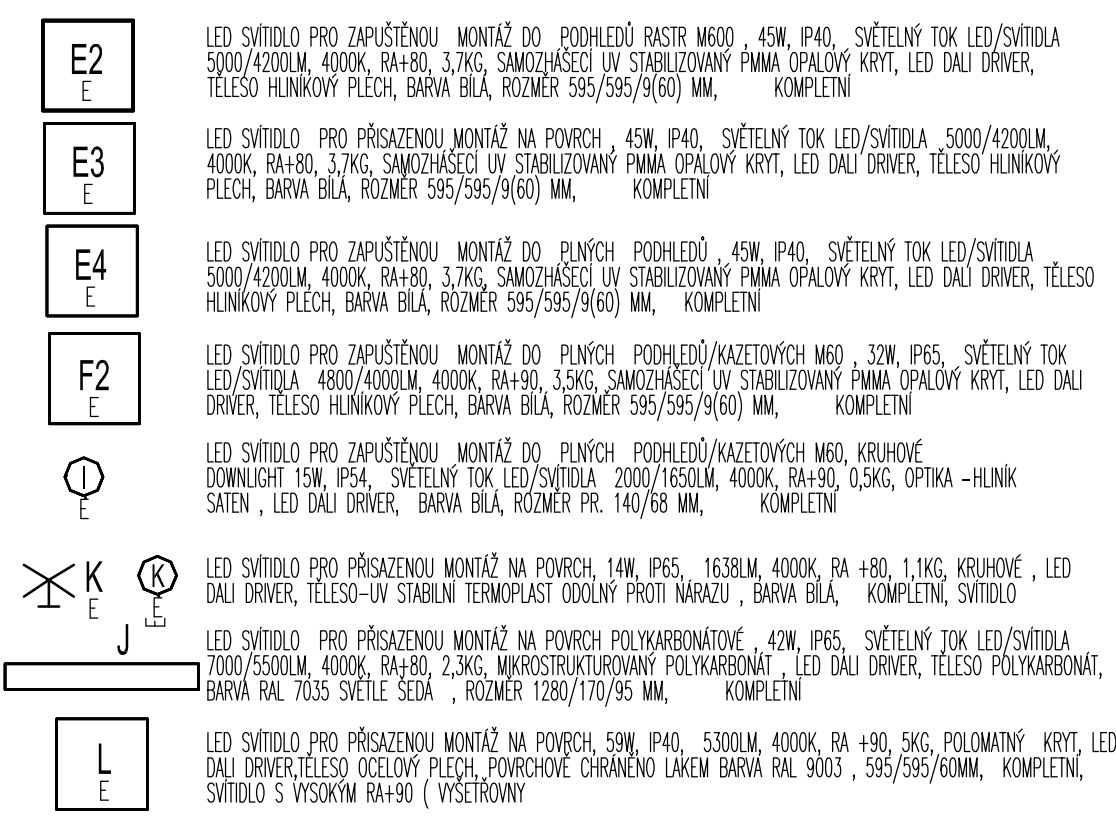 E2
E
LED SVÍTIDLO PRO ZAPUŠTĚNOU MONTÁŽ DO PODHLEDŮ RASTR M600 , 45W, IP40, SVĚTELNÝ TOK LED/SVÍTIDLA
5000/4200LM, 4000K, RA+80, 3,7KG, SAMOZHÁŠECÍ UV STABILIZOVANÝ PMMA OPALOVÝ KRYT, LED DALI DRIVER,
TĚLESO HLINÍKOVÝ PLECH, BARVA BÍLÁ, ROZMĚR 595/595/9(60) MM, KOMPLETNÍ
E3
E
LED SVÍTIDLO PRO PŘISAZENOU MONTÁŽ NA POVRCH , 45W, IP40, SVĚTELNÝ TOK LED/SVÍTIDLA 5000/4200LM,
4000K, RA+80, 3,7KG, SAMOZHÁŠECÍ UV STABILIZOVANÝ PMMA OPALOVÝ KRYT, LED DALI DRIVER, TĚLESO HLINÍKOVÝ
PLECH, BARVA BÍLÁ, ROZMĚR 595/595/9(60) MM, KOMPLETNÍ
E4
E
LED SVÍTIDLO PRO ZAPUŠTĚNOU MONTÁŽ DO PLNÝCH PODHLEDŮ , 45W, IP40, SVĚTELNÝ TOK LED/SVÍTIDLA
5000/4200LM, 4000K, RA+80, 3,7KG, SAMOZHÁŠECÍ UV STABILIZOVANÝ PMMA OPALOVÝ KRYT, LED DALI DRIVER, TĚLESO
HLINÍKOVÝ PLECH, BARVA BÍLÁ, ROZMĚR 595/595/9(60) MM, KOMPLETNÍ
F2
E
LED SVÍTIDLO PRO ZAPUŠTĚNOU MONTÁŽ DO PLNÝCH PODHLEDŮ/KAZETOVÝCH M60 , 32W, IP65, SVĚTELNÝ TOK
LED/SVÍTIDLA 4800/4000LM, 4000K, RA+90, 3,5KG, SAMOZHÁŠECÍ UV STABILIZOVANÝ PMMA OPALOVÝ KRYT, LED DALI
DRIVER, TĚLESO HLINÍKOVÝ PLECH, BARVA BÍLÁ, ROZMĚR 595/595/9(60) MM, KOMPLETNÍ
I
E
LED SVÍTIDLO PRO ZAPUŠTĚNOU MONTÁŽ DO PLNÝCH PODHLEDŮ/KAZETOVÝCH M60, KRUHOVÉ
DOWNLIGHT 15W, IP54, SVĚTELNÝ TOK LED/SVÍTIDLA 2000/1650LM, 4000K, RA+90, 0,5KG, OPTIKA -HLINÍK
SATEN , LED DALI DRIVER, BARVA BÍLÁ, ROZMĚR PR. 140/68 MM, KOMPLETNÍ
K K
E E
LED SVÍTIDLO PRO PŘISAZENOU MONTÁŽ NA POVRCH, 14W, IP65, 1638LM, 4000K, RA +80, 1,1KG, KRUHOVÉ , LED
DALI DRIVER, TĚLESO-UV STABILNÍ TERMOPLAST ODOLNÝ PROTI NÁRAZU , BARVA BÍLÁ, KOMPLETNÍ, SVÍTIDLO
J
LED SVÍTIDLO PRO PŘISAZENOU MONTÁŽ NA POVRCH POLYKARBONÁTOVÉ , 42W, IP65, SVĚTELNÝ TOK LED/SVÍTIDLA
7000/5500LM, 4000K, RA+80, 2,3KG, MIKROSTRUKTUROVANÝ POLYKARBONÁT , LED DALI DRIVER, TĚLESO POLYKARBONÁT,
BARVA RAL 7035 SVĚTLE ŠEDÁ , ROZMĚR 1280/170/95 MM, KOMPLETNÍ
L
E
LED SVÍTIDLO PRO PŘISAZENOU MONTÁŽ NA POVRCH, 59W, IP40, 5300LM, 4000K, RA +90, 5KG, POLOMATNÝ KRYT, LED
DALI DRIVER,TĚLESO OCELOVÝ PLECH, POVRCHOVĚ CHRÁNĚNO LAKEM BARVA RAL 9003 , 595/595/60MM, KOMPLETNÍ,
SVÍTIDLO S VYSOKÝM RA+90 ( VYŠETŘOVNY